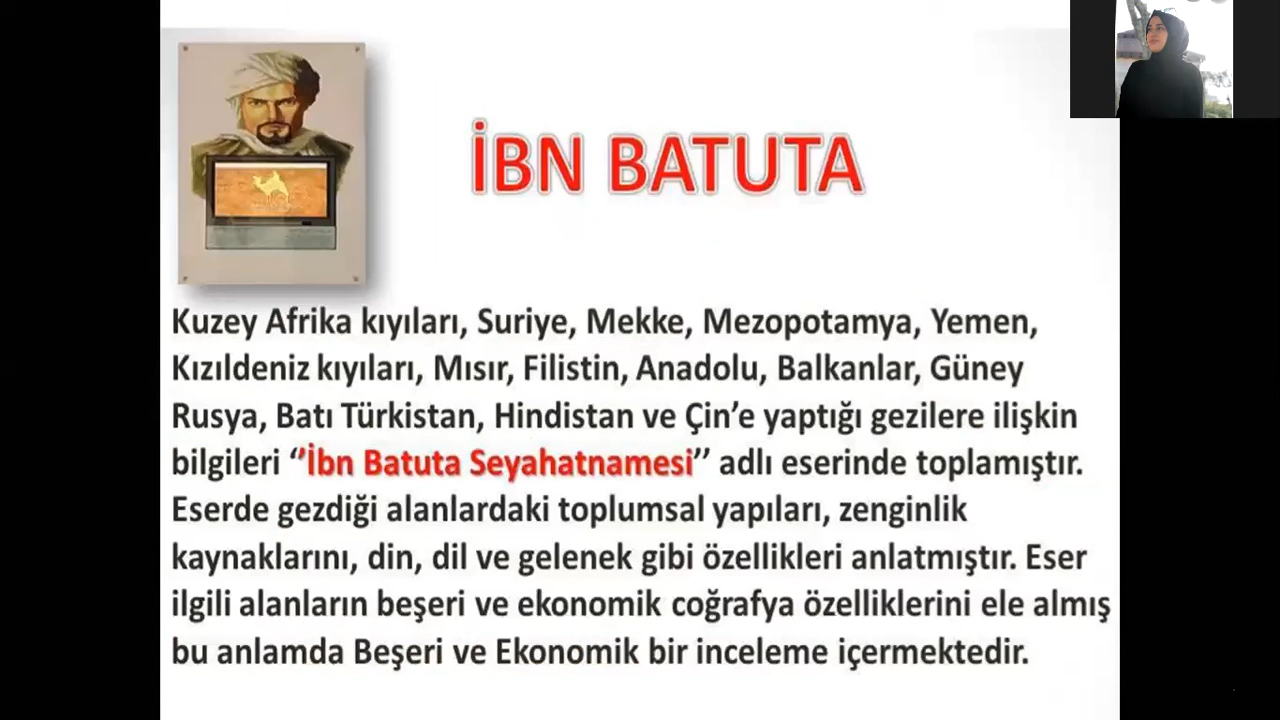 İBN BATUTA
Kuzey Afrika kıyıları, Suriye, Mekke, Mezopotamya, Yemen,
Kızıldeniz kıyıları, Mısır, Filistin, Anadolu, Balkanlar, Güney
Rusya, Batı Türkistan, Hindistan ve Çin’e yaptığı gezilere ilişkin
bilgileri ‘’İbn Batuta Seyahatnamesi’’ adlı eserinde toplamıştır.
Eserde gezdiği alanlardaki toplumsal yapıları, zenginlik
kaynaklarını, din, dil ve gelenek gibi özellikleri anlatmıştır. Eser
ilgili alanların beşeri ve ekonomik coğrafya özelliklerini ele almış
bu anlamda Beşeri ve Ekonomik bir inceleme içermektedir.